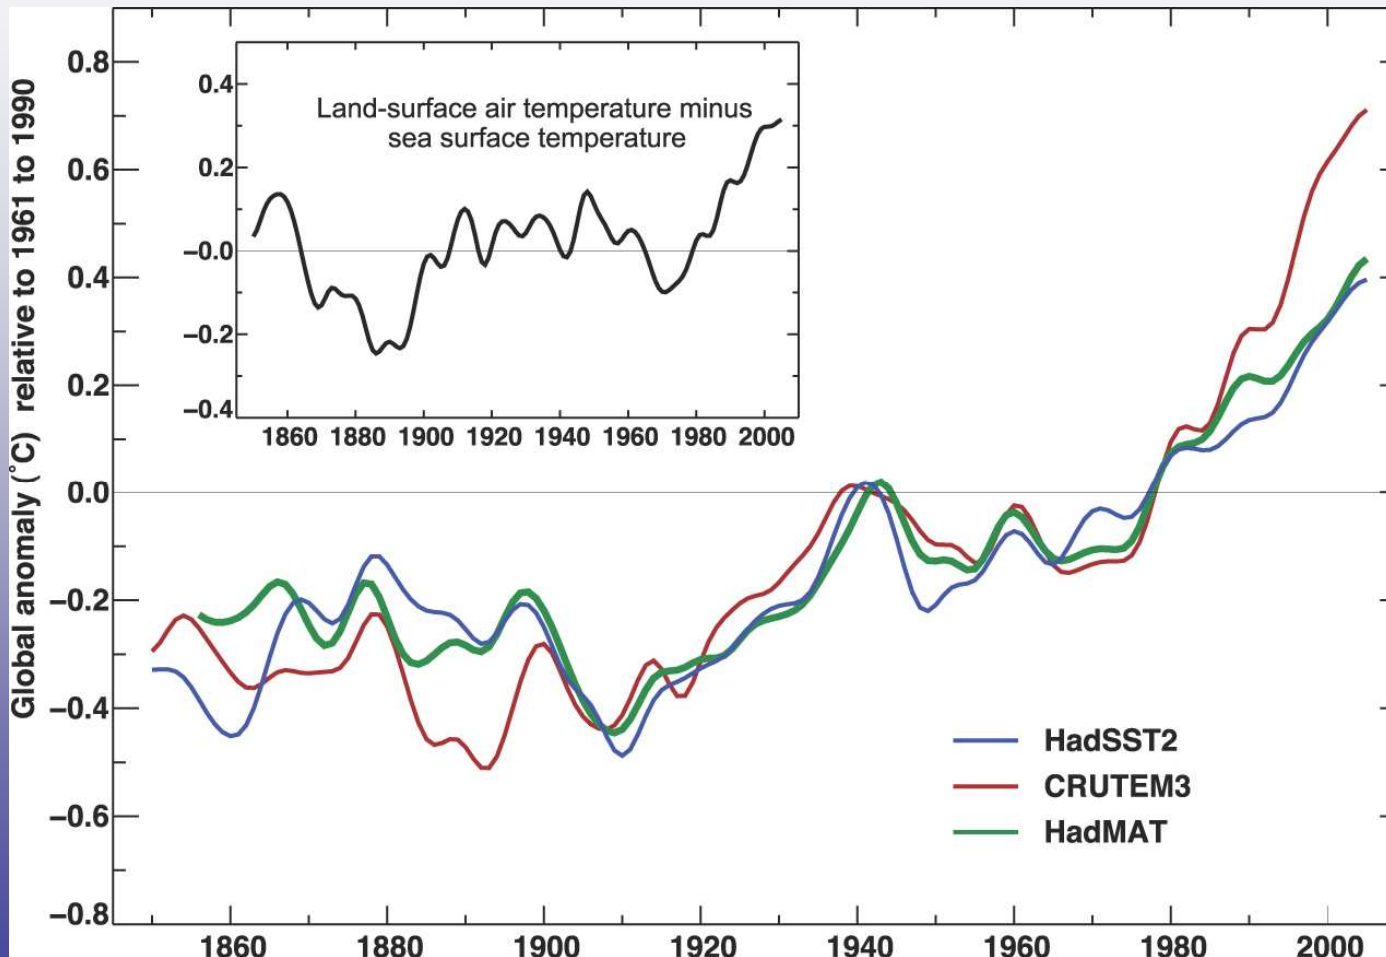 Global anomaly (°C) relative to 1961 to 1990
0.8
0.6
0.4
0.2
0.0
−0.2
−0.4
−0.6
−0.8
0.4
0.2
−0.0
−0.2
−0.4
Land-surface air temperature minus
sea surface temperature
1860 1880 1900 1920 1940 1960 1980 2000
HadSST2
CRUTEM3
HadMAT
1860 1880 1900 1920 1940 1960 1980 2000